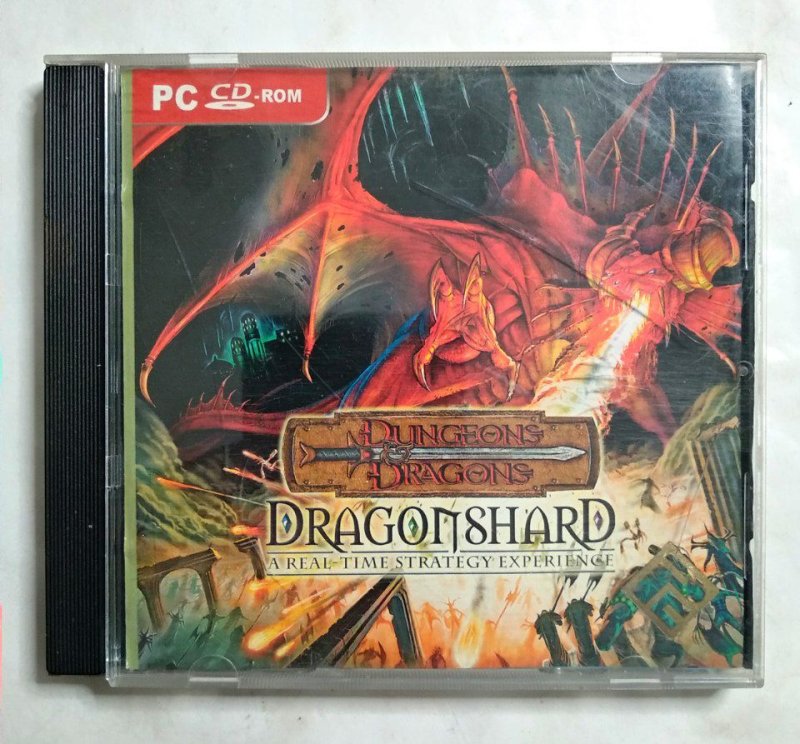 PC CD-ROM
DUNGEONS
&
DRAGONS
DRAGONSHARD
A REAL-TIME STRATEGY EXPERIENCE